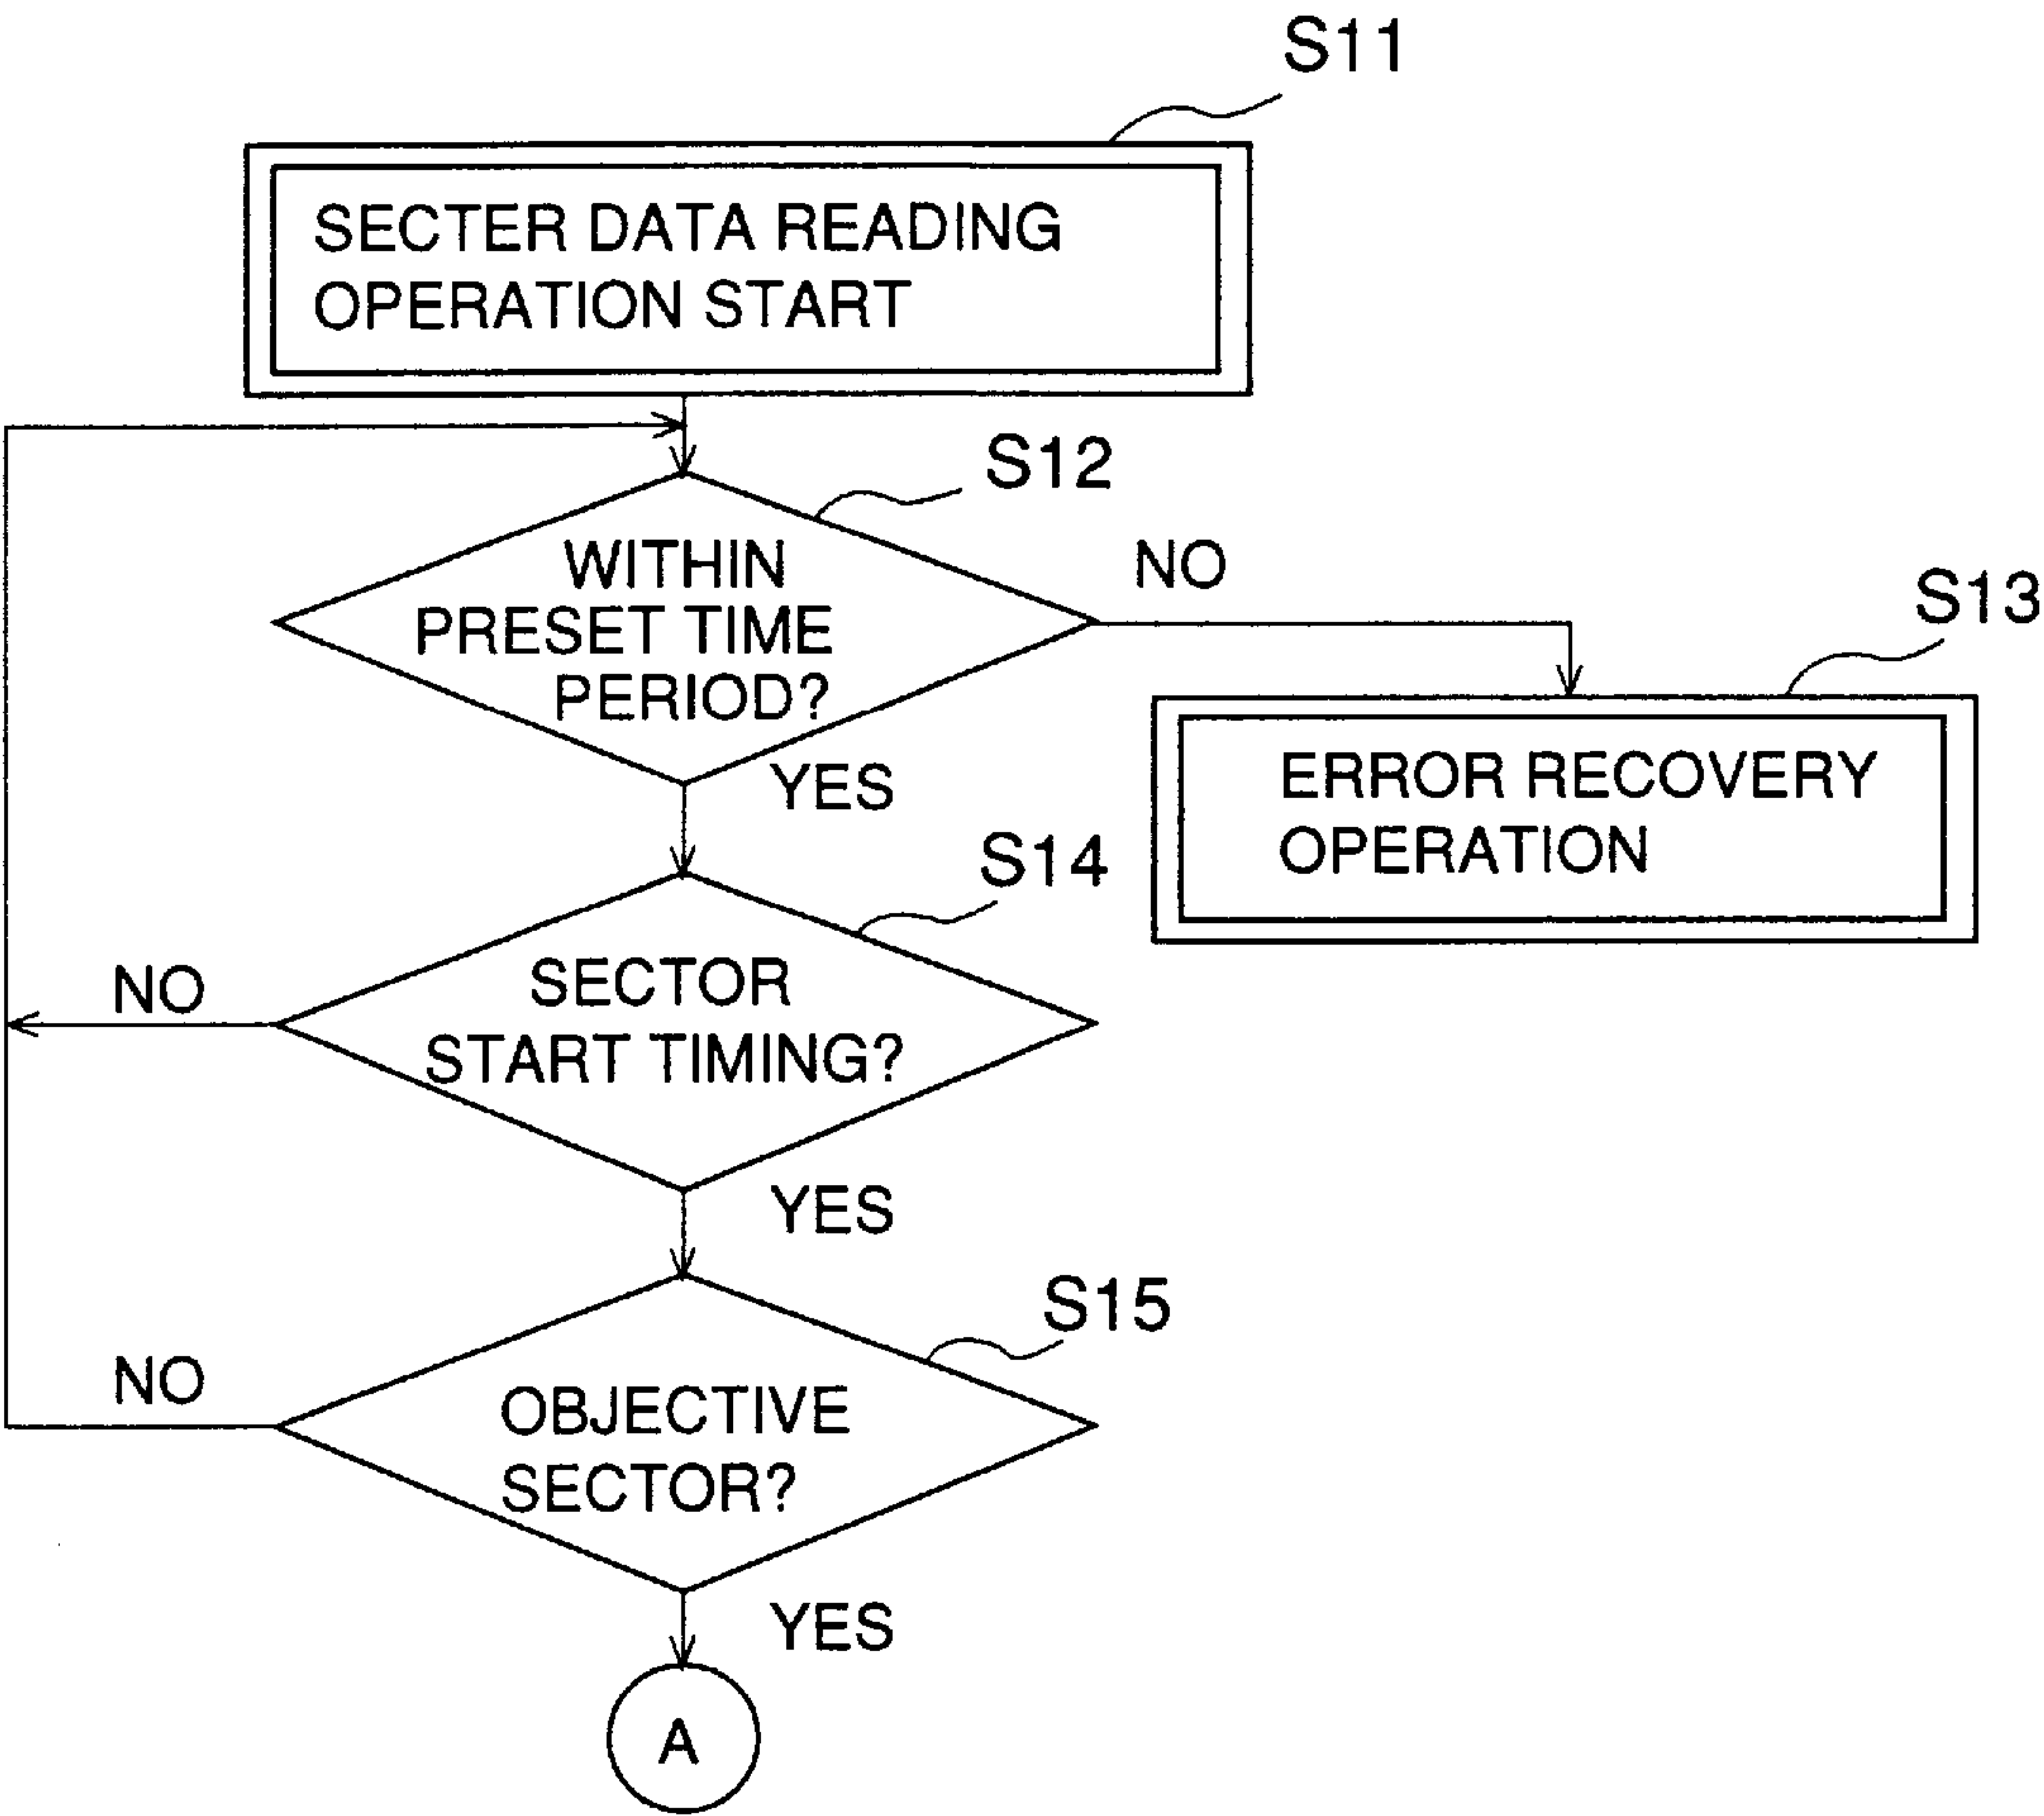 S11
SECTER DATA READING
OPERATION START
S12
WITHIN
PRESET TIME
PERIOD?
NO
S13
YES
ERROR RECOVERY
OPERATION
S14
SECTOR
START TIMING?
NO
YES
S15
OBJECTIVE
SECTOR?
NO
YES
A